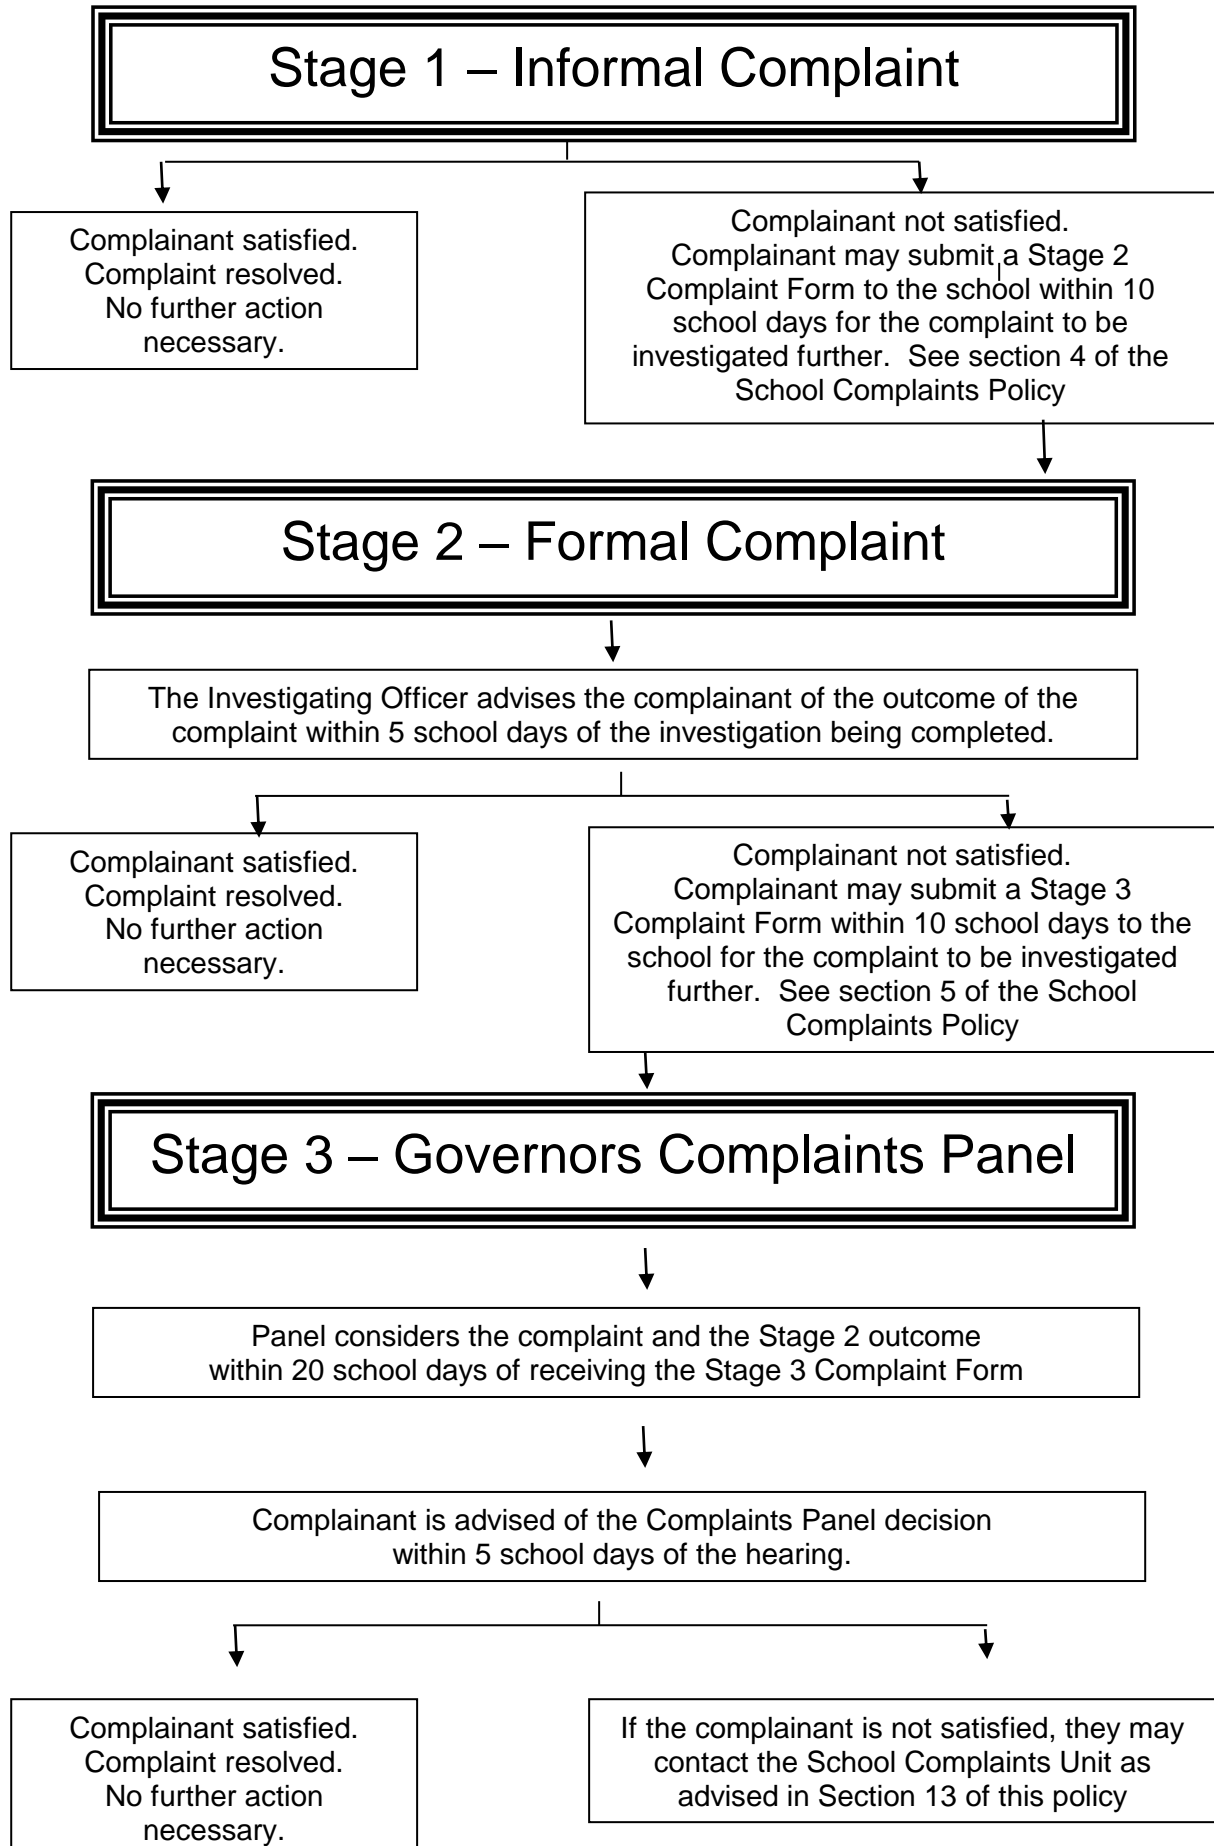 Stage 1 – Informal Complaint
Complainant satisfied.
Complaint resolved.
No further action
necessary.
Complainant not satisfied.
Complainant may submit a Stage 2
Complaint Form to the school within 10
school days for the complaint to be
investigated further.  See section 4 of the
School Complaints Policy
Stage 2 – Formal Complaint
The Investigating Officer advises the complainant of the outcome of the
complaint within 5 school days of the investigation being completed.
Complainant satisfied.
Complaint resolved.
No further action
necessary.
Complainant not satisfied.
Complainant may submit a Stage 3
Complaint Form within 10 school days to the
school for the complaint to be investigated
further.  See section 5 of the School
Complaints Policy
Stage 3 – Governors Complaints Panel
Panel considers the complaint and the Stage 2 outcome
within 20 school days of receiving the Stage 3 Complaint Form
Complainant is advised of the Complaints Panel decision
within 5 school days of the hearing.
Complainant satisfied.
Complaint resolved.
No further action
necessary.
If the complainant is not satisfied, they may
contact the School Complaints Unit as
advised in Section 13 of this policy